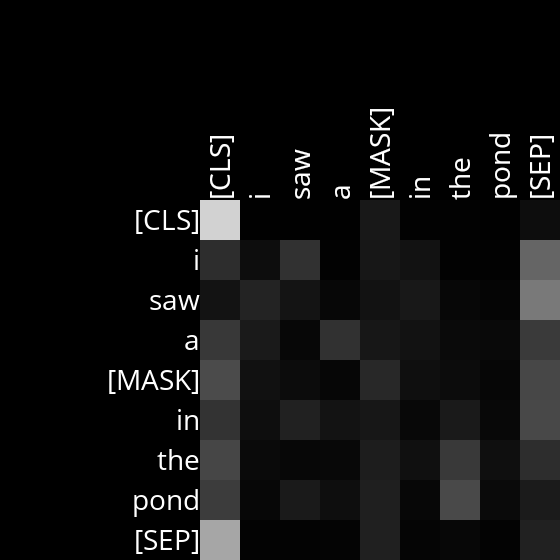 [CLS] i saw a [MASK] in the pond [SEP]
[CLS]
i
saw
a
[MASK]
in
the
pond
[SEP]